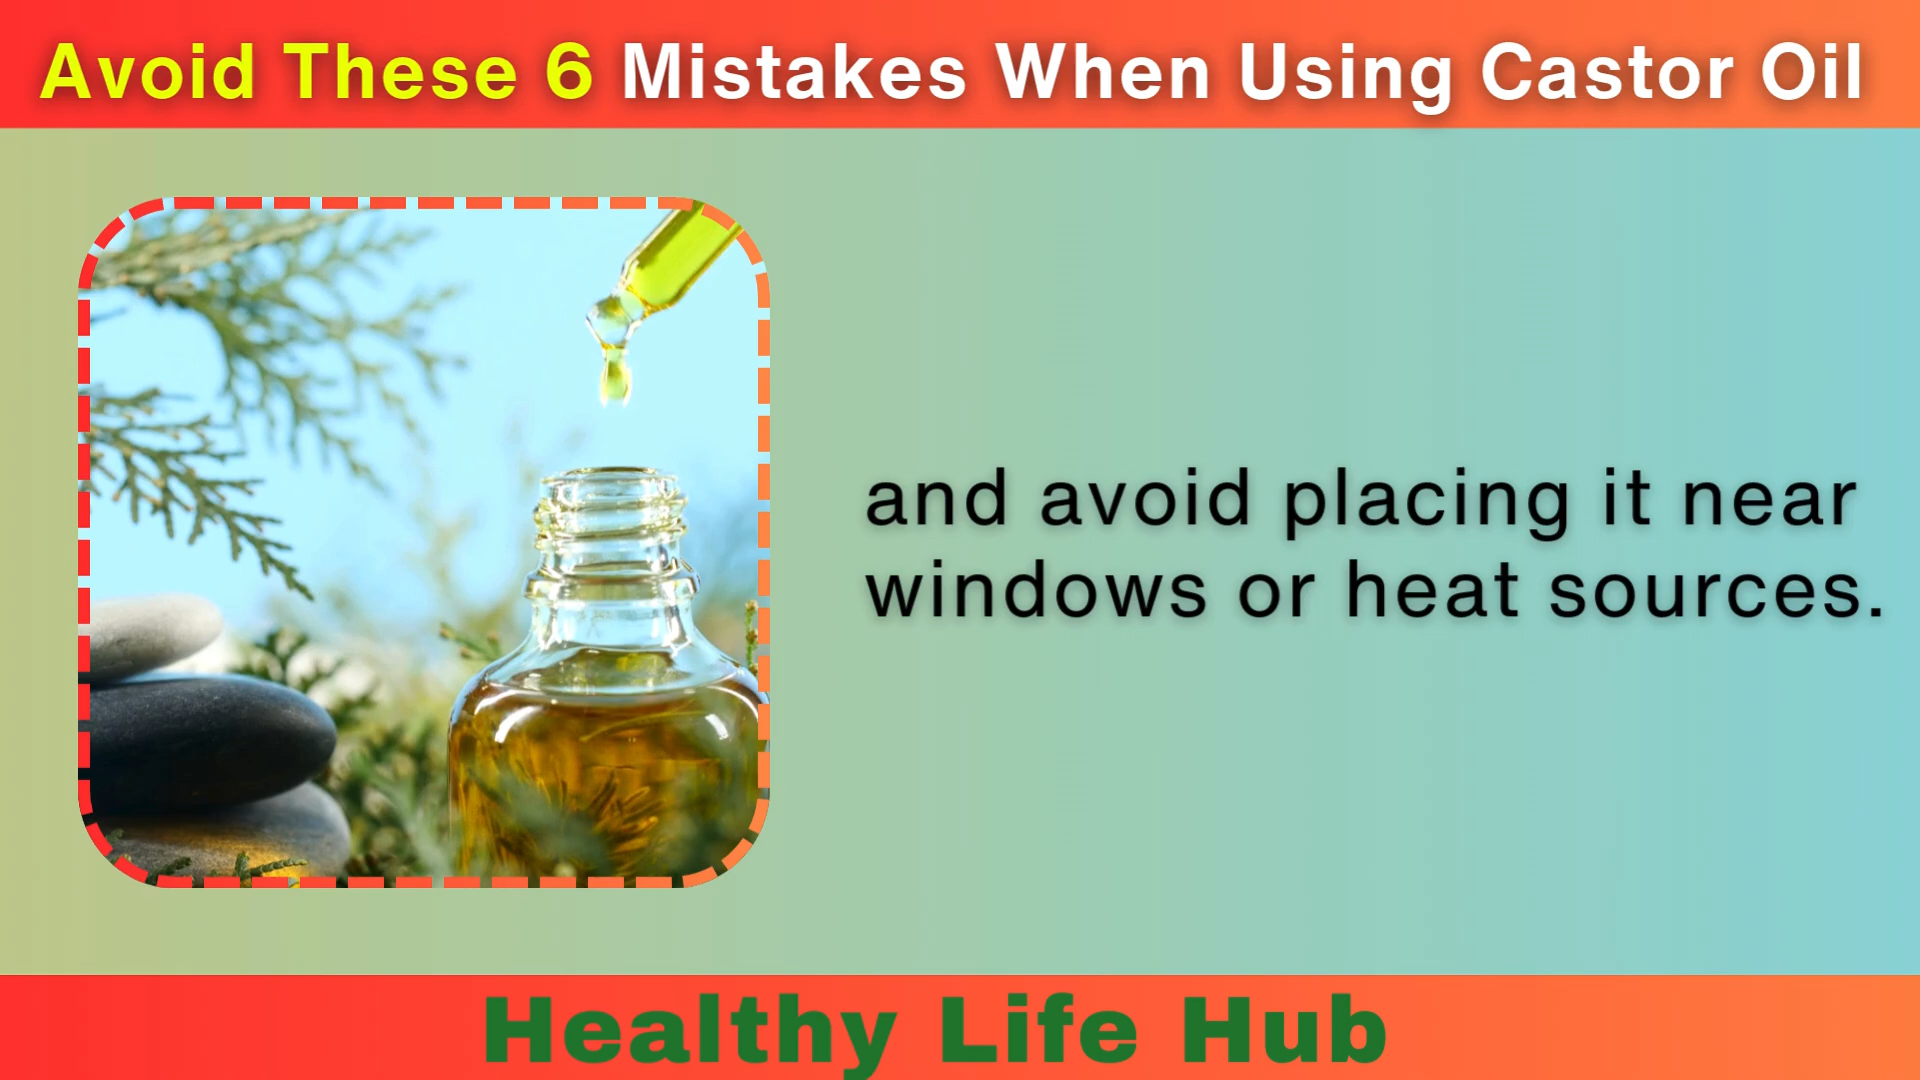 Avoid These 6 Mistakes When Using Castor Oil
and avoid placing it near
windows or heat sources.
Healthy Life Hub